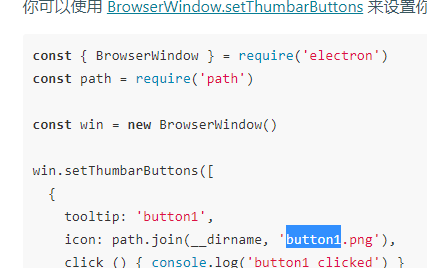 你可以使用 BrowserWindow.setThumbarButtons 来设置你
const { BrowserWindow } = require('electron')
const path = require('path')
const win = new BrowserWindow()
win.setThumbarButtons([
{
tooltip: 'button1',
icon: path.join(__dirname, 'button1.png'),
click () { console.log('button1 clicked') }